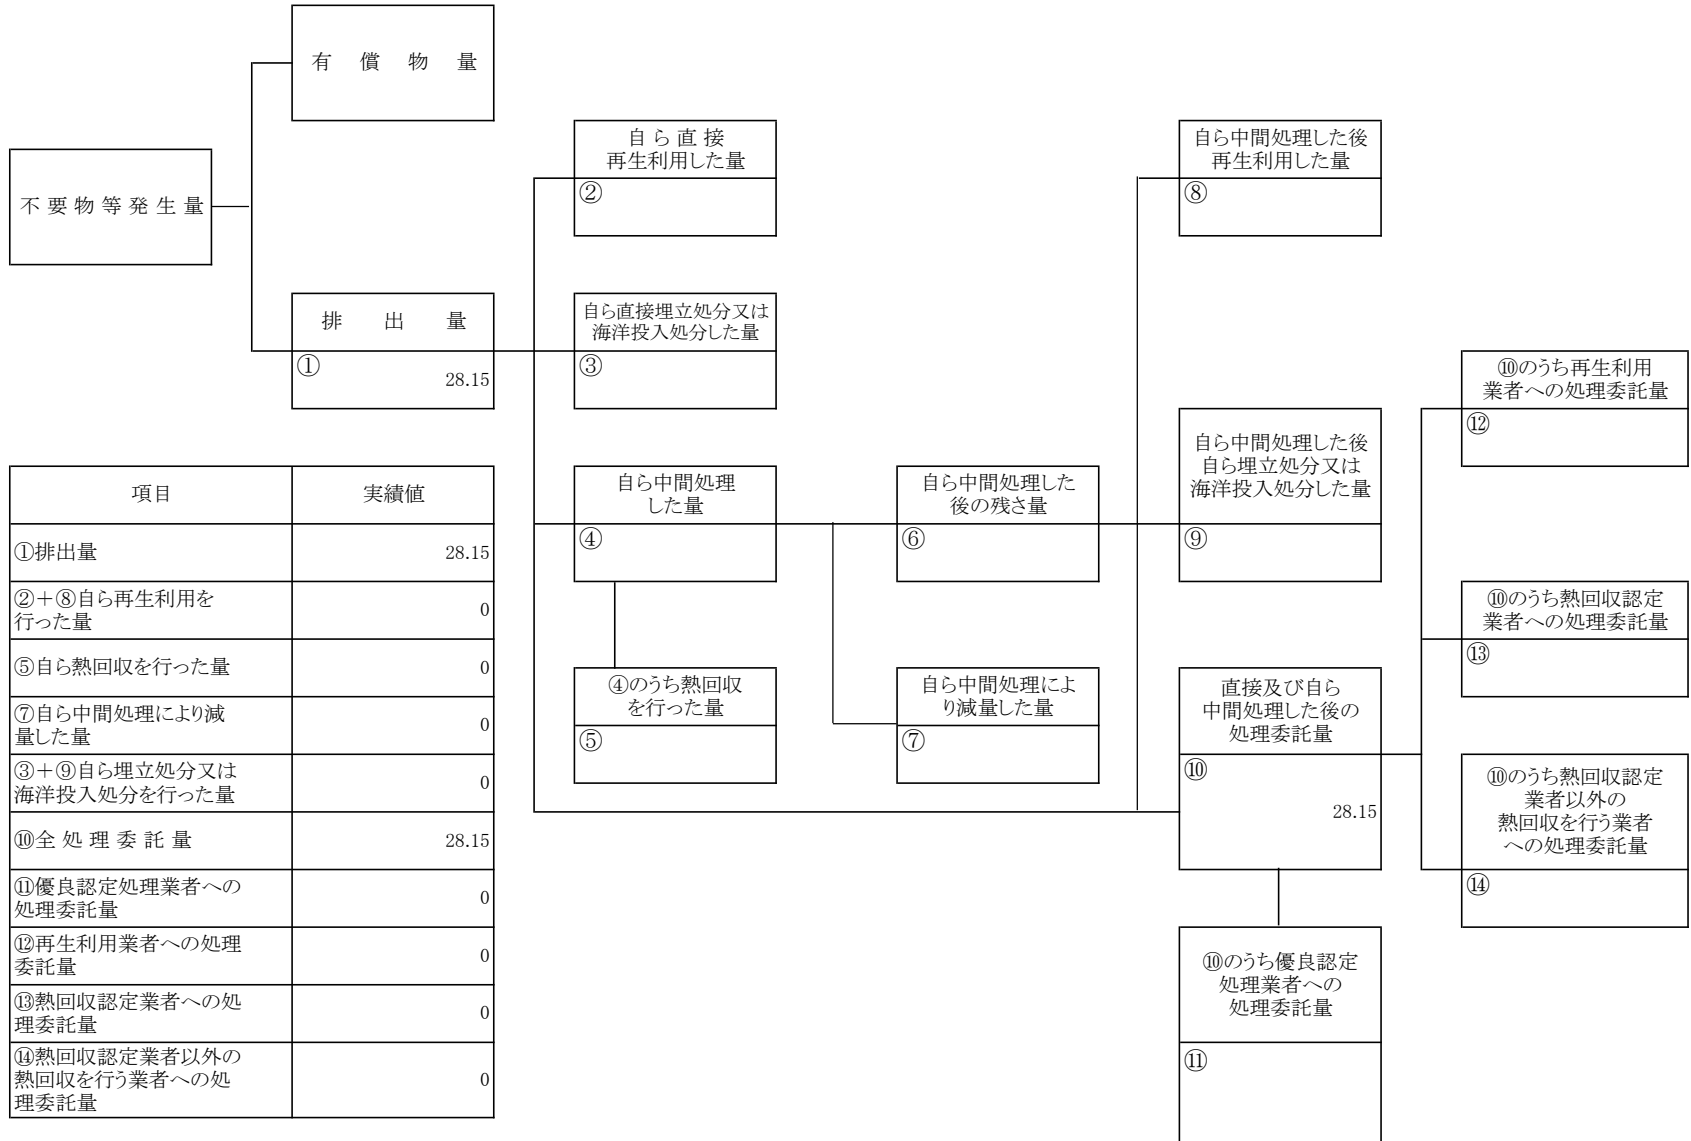 有 償 物 量
不 要 物 等 発 生 量
自 ら 直 接
再生利用した量
②
自ら中間処理した後
再生利用した量
⑧
排 出 量
①
28.15
自ら直接埋立処分又は
海洋投入処分した量
③
⑩のうち再生利用
業者への処理委託量
⑫
自ら中間処理
した量
④
自ら中間処理した
後の残さ量
⑥
自ら中間処理した後
自ら埋立処分又は
海洋投入処分した量
⑨
⑩のうち熱回収認定
業者への処理委託量
⑬
④のうち熱回収
を行った量
⑤
自ら中間処理によ
り減量した量
⑦
直接及び自ら
中間処理した後の
処理委託量
⑩
28.15
⑩のうち熱回収認定
業者以外の
熱回収を行う業者
への処理委託量
⑭
⑩のうち優良認定
処理業者への
処理委託量
⑪
項目 実績値
①排出量 28.15
②＋⑧自ら再生利用を
行った量 0
⑤自ら熱回収を行った量 0
⑦自ら中間処理により減
量した量 0
③＋⑨自ら埋立処分又は
海洋投入処分を行った量 0
⑩全 処 理 委 託 量 28.15
⑪優良認定処理業者への
処理委託量 0
⑫再生利用業者への処理
委託量 0
⑬熱回収認定業者への処
理委託量 0
⑭熱回収認定業者以外の
熱回収を行う業者への処
理委託量 0